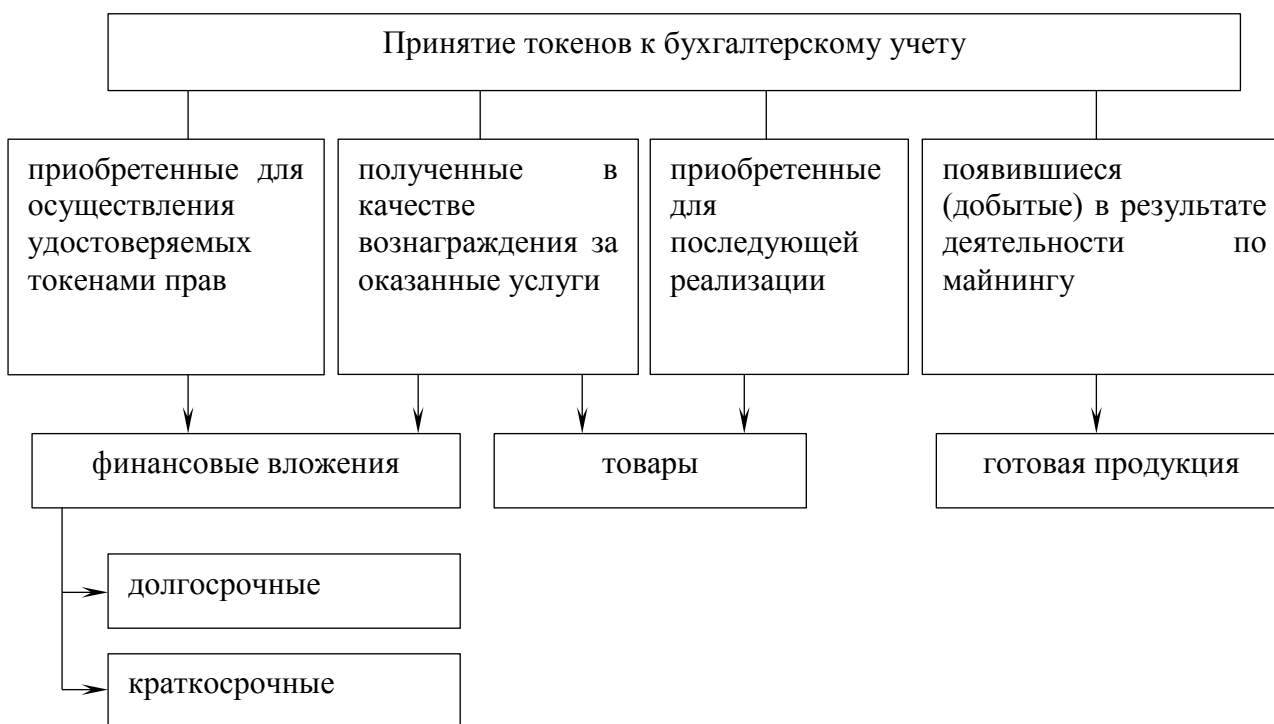 Принятие токенов к бухгалтерскому учету
приобретенные для
осуществления
удостоверяемых
токенами прав
полученные в
качестве
вознаграждения за
оказанные услуги
приобретенные
для
последующей
реализации
появившиеся
(добытые) в результате
деятельности по
майнингу
финансовые вложения
товары
готовая продукция
долгосрочные
краткосрочные